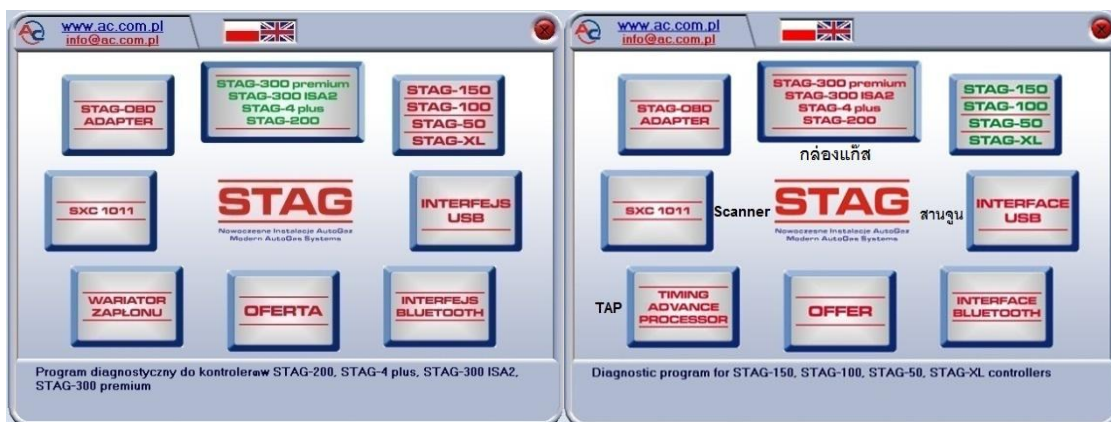 www.ac.com.pl
info@ac.com.pl
STAG-OBD
ADAPTER
STAG-300 premium
STAG-300 ISA2
STAG-4 plus
STAG-200
STAG-150
STAG-100
STAG-50
STAG-XL
SXC 1011
STAG
Nowoczesne Instalacje AutoGaz
Modern AutoGas Systems
INTERFEJS
USB
WARIATOR
ZAPŁONU
OFERTA
INTERFEJS
BLUETOOTH
Program diagnostyczny do kontrolerαw STAG-200, STAG-4 plus, STAG-300 ISA2,
STAG-300 premium
www.ac.com.pl
info@ac.com.pl
STAG-OBD
ADAPTER
STAG-300 premium
STAG-300 ISA2
STAG-4 plus
STAG-200
กล่องแก๊ส
STAG-150
STAG-100
STAG-50
STAG-XL
SXC 1011
Scanner
STAG
Nowoczesne Instalacje AutoGaz
Modern AutoGas Systems
สานจูน
INTERFACE
USB
TAP
TIMING
ADVANCE
PROCESSOR
OFFER
INTERFACE
BLUETOOTH
Diagnostic program for STAG-150, STAG-100, STAG-50, STAG-XL controllers